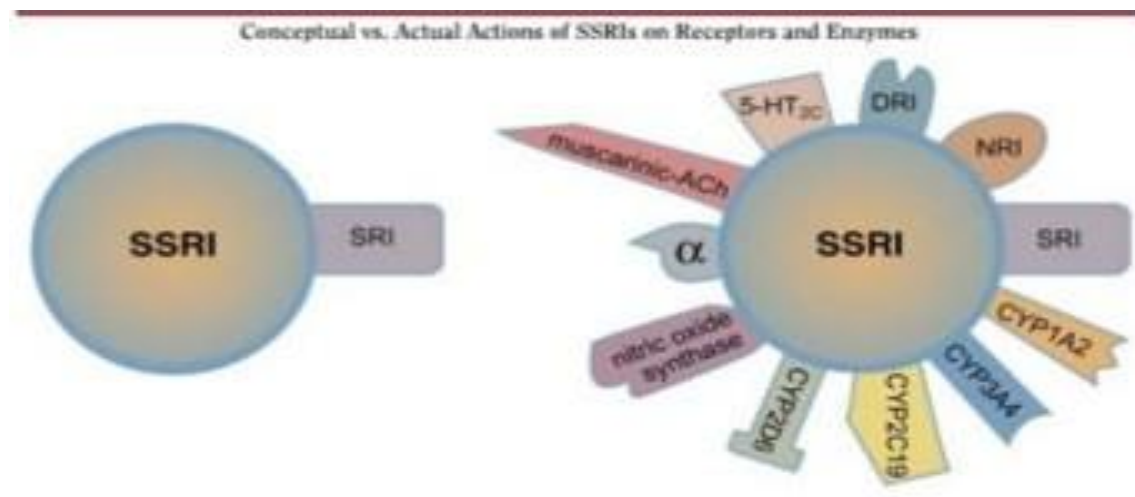 Conceptual vs. Actual Actions of SSRIs on Receptors and Enzymes
SSRI
SRI
SSRI
5-HT2C
DRI
NRI
SRI
CYP1A2
CYP3A4
CYP2C19
CYP2D6
nitric oxide
synthase
α
muscarinic-ACh